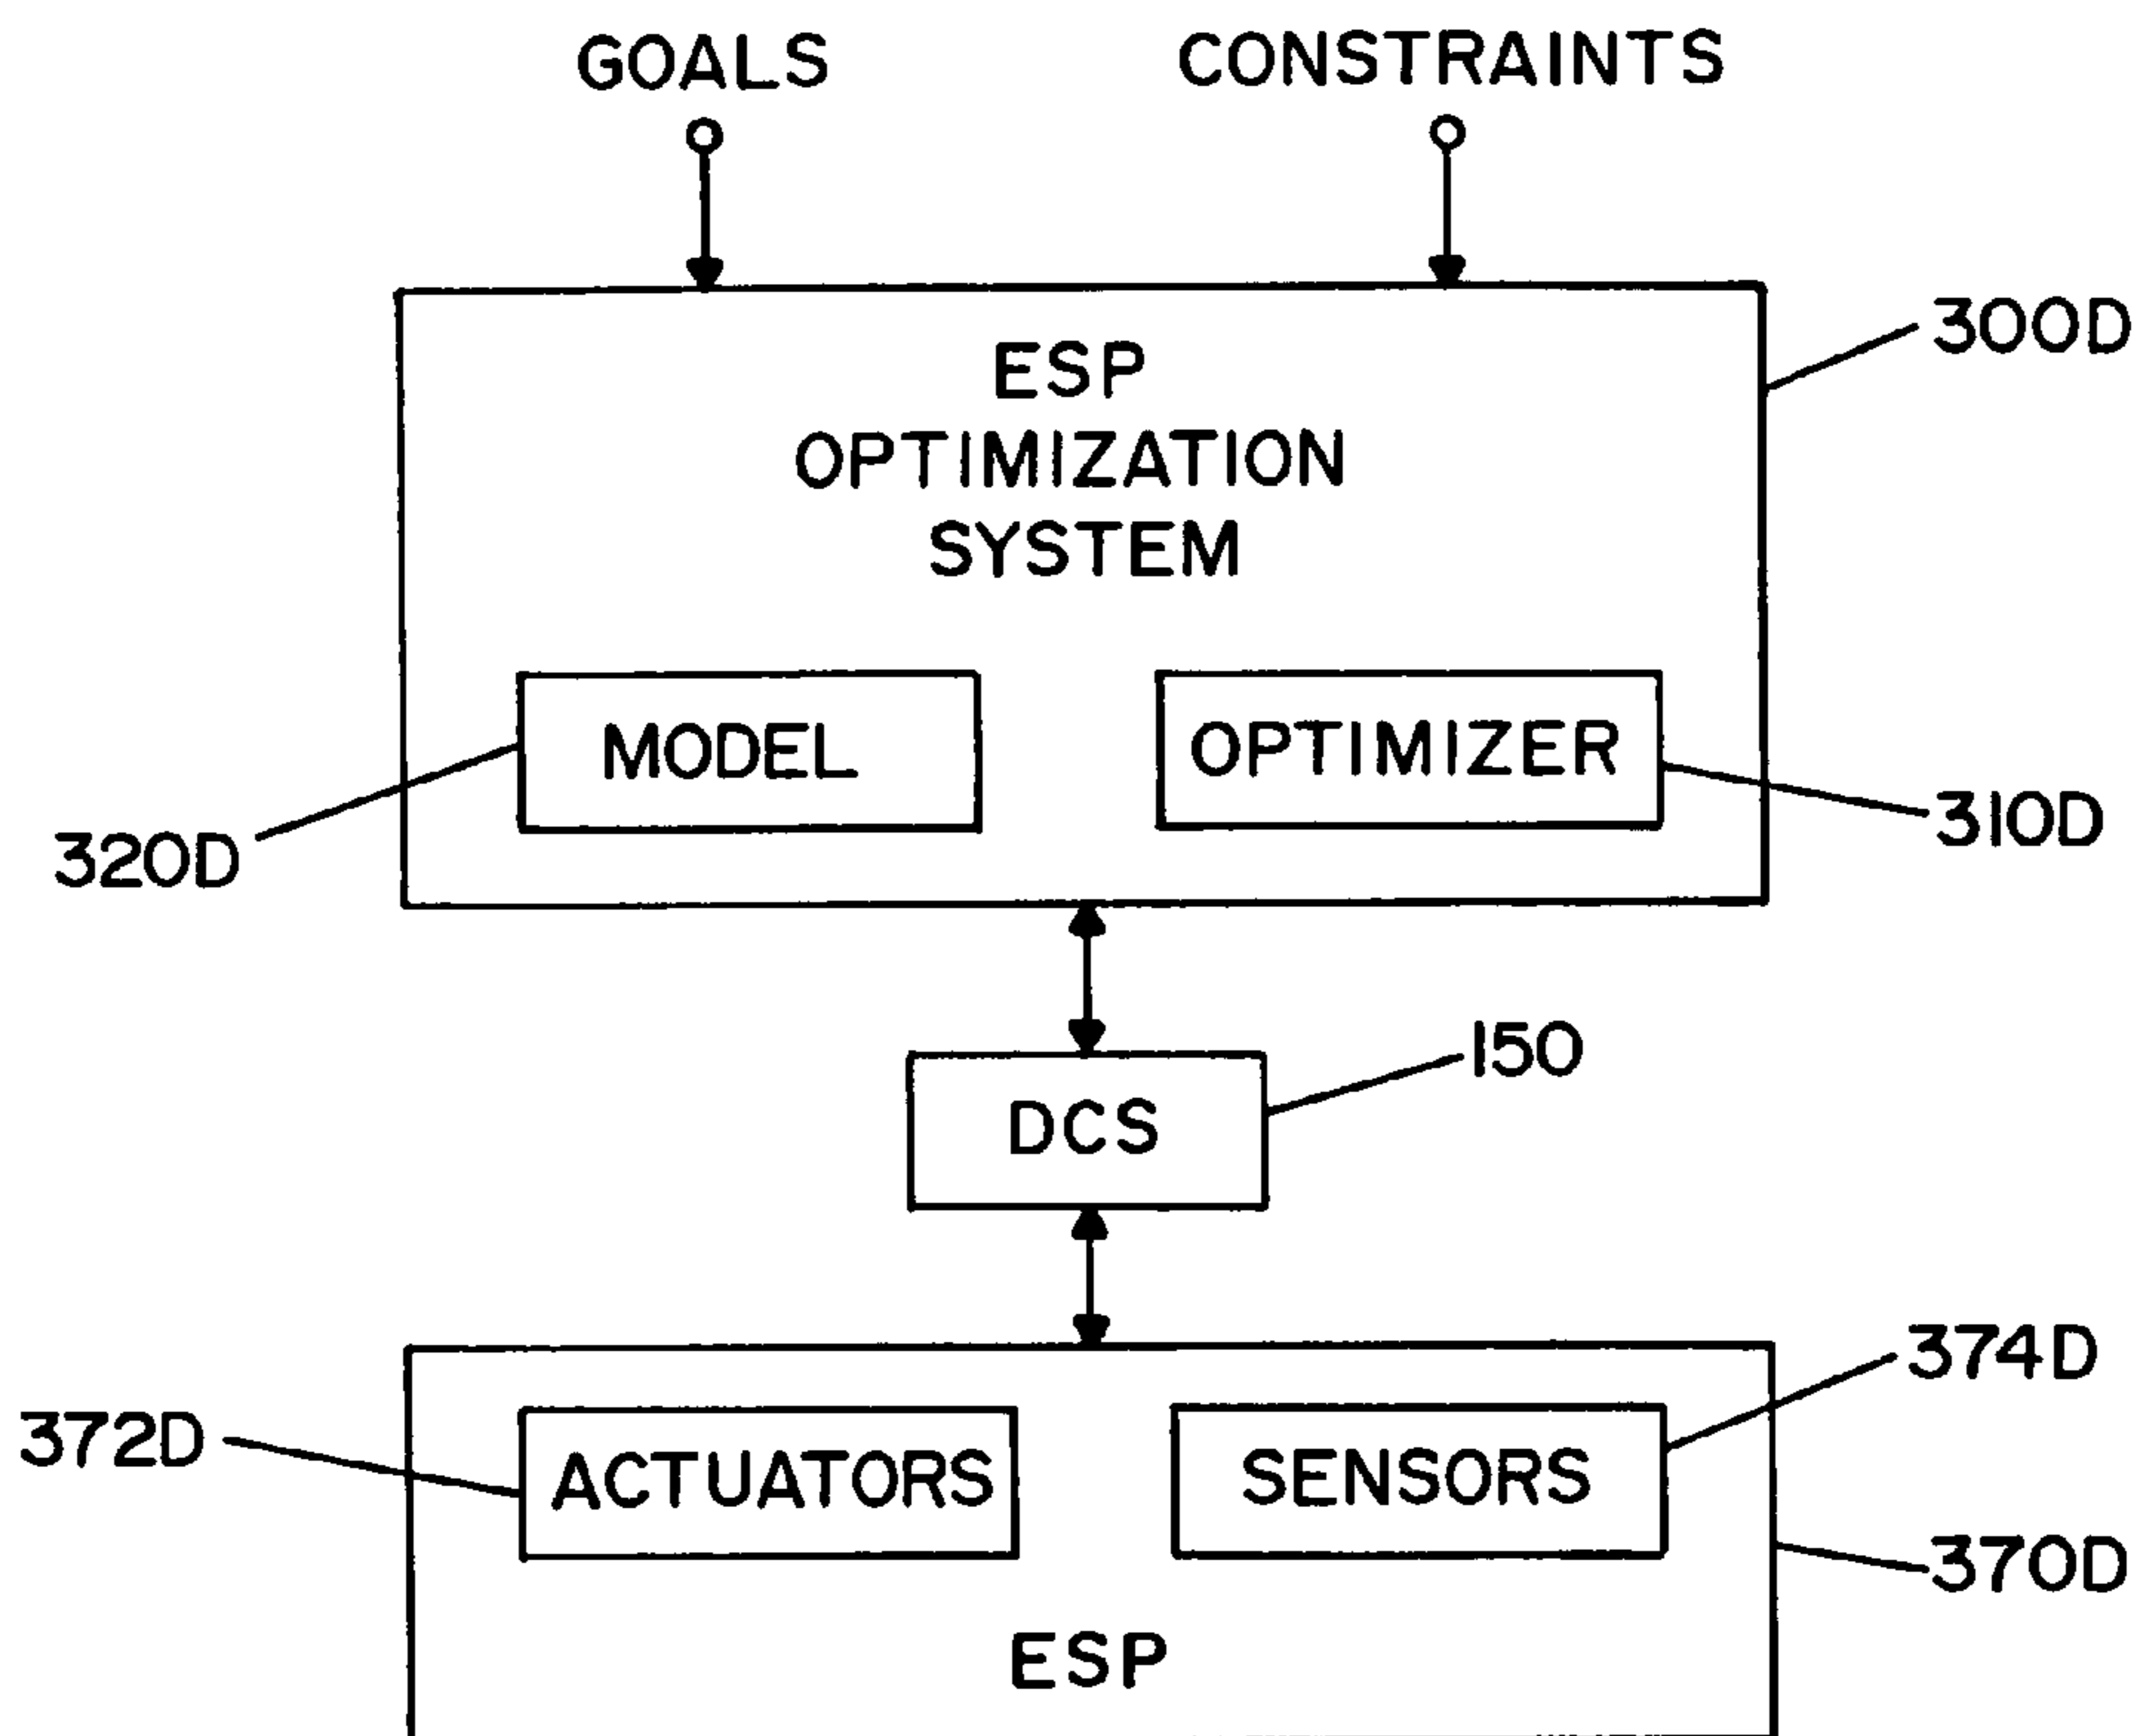 GOALS
CONSTRAINTS
300D
ESP
OPTIMIZATION
SYSTEM
MODEL
OPTIMIZER
320D
310D
150
DCS
374D
372D
ACTUATORS
SENSORS
370D
ESP